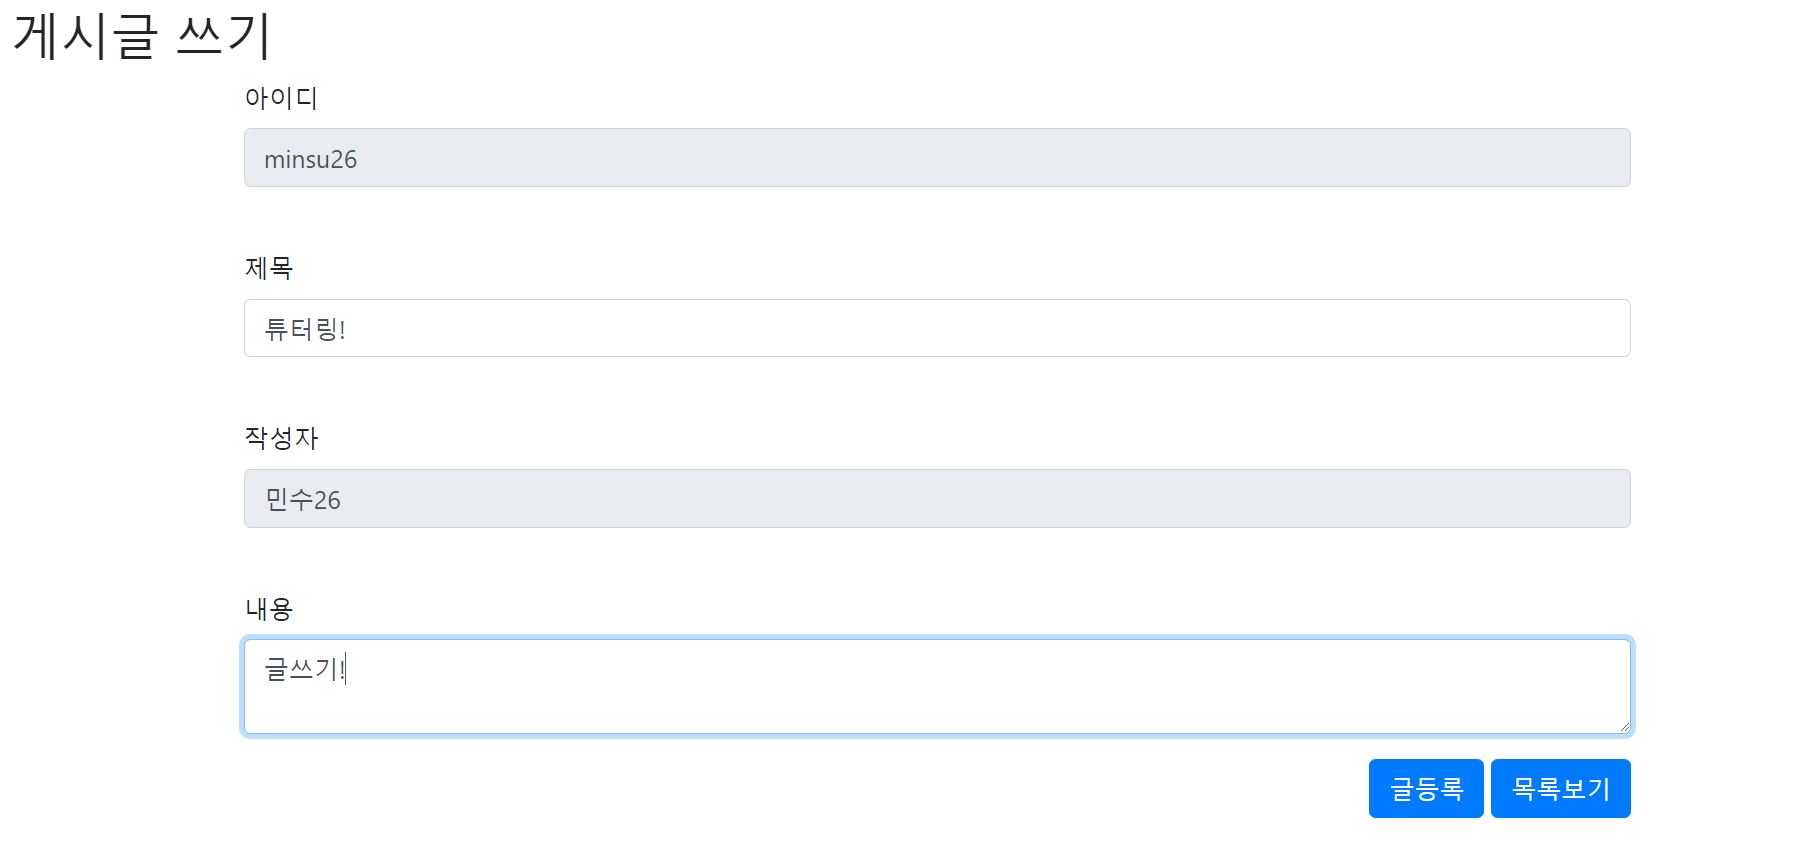 게시글 쓰기
아이디
minsu26
제목
튜터링!
작성자
민수26
내용
글쓰기!
글등록 목록보기